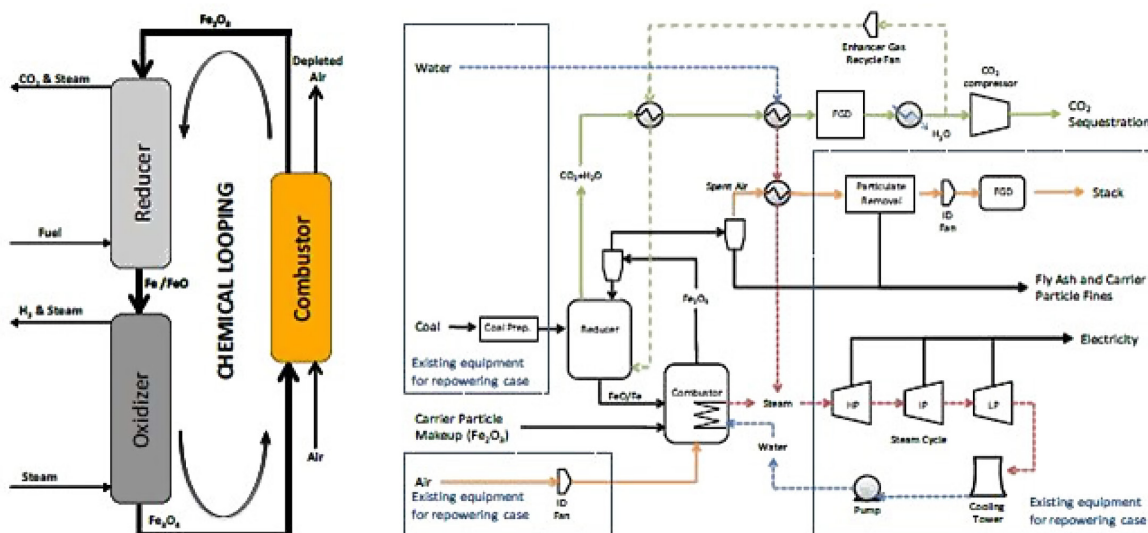 Fe₂O₃
CO₂ & Steam
Depleted
Air
Reducer
Fuel
Fe /FeO
CHEMICAL LOOPING
Combustor
H₂ & Steam
Oxidizer
Air
Steam
Fe₃O₄
Enhancer Gas
Recycle Fan
Water
CO₂
compressor
FGD
H₂O
CO₂
Sequestration
CO₂+H₂O
Spent Air
Particulate
Removal
ID
Fan
FGD
Stack
Fly Ash and Carrier
Particle Fines
Fe₂O₃
Coal
Coal Prep.
Reducer
Existing equipment
for repowering case
Electricity
FeO/Fe
Combustor
Steam
HP
IP
LP
Steam Cycle
Carrier Particle
Makeup (Fe₂O₃)
Water
Air
Existing equipment
for repowering case
ID
Fan
Pump
Cooling
Tower
Existing equipment
for repowering case